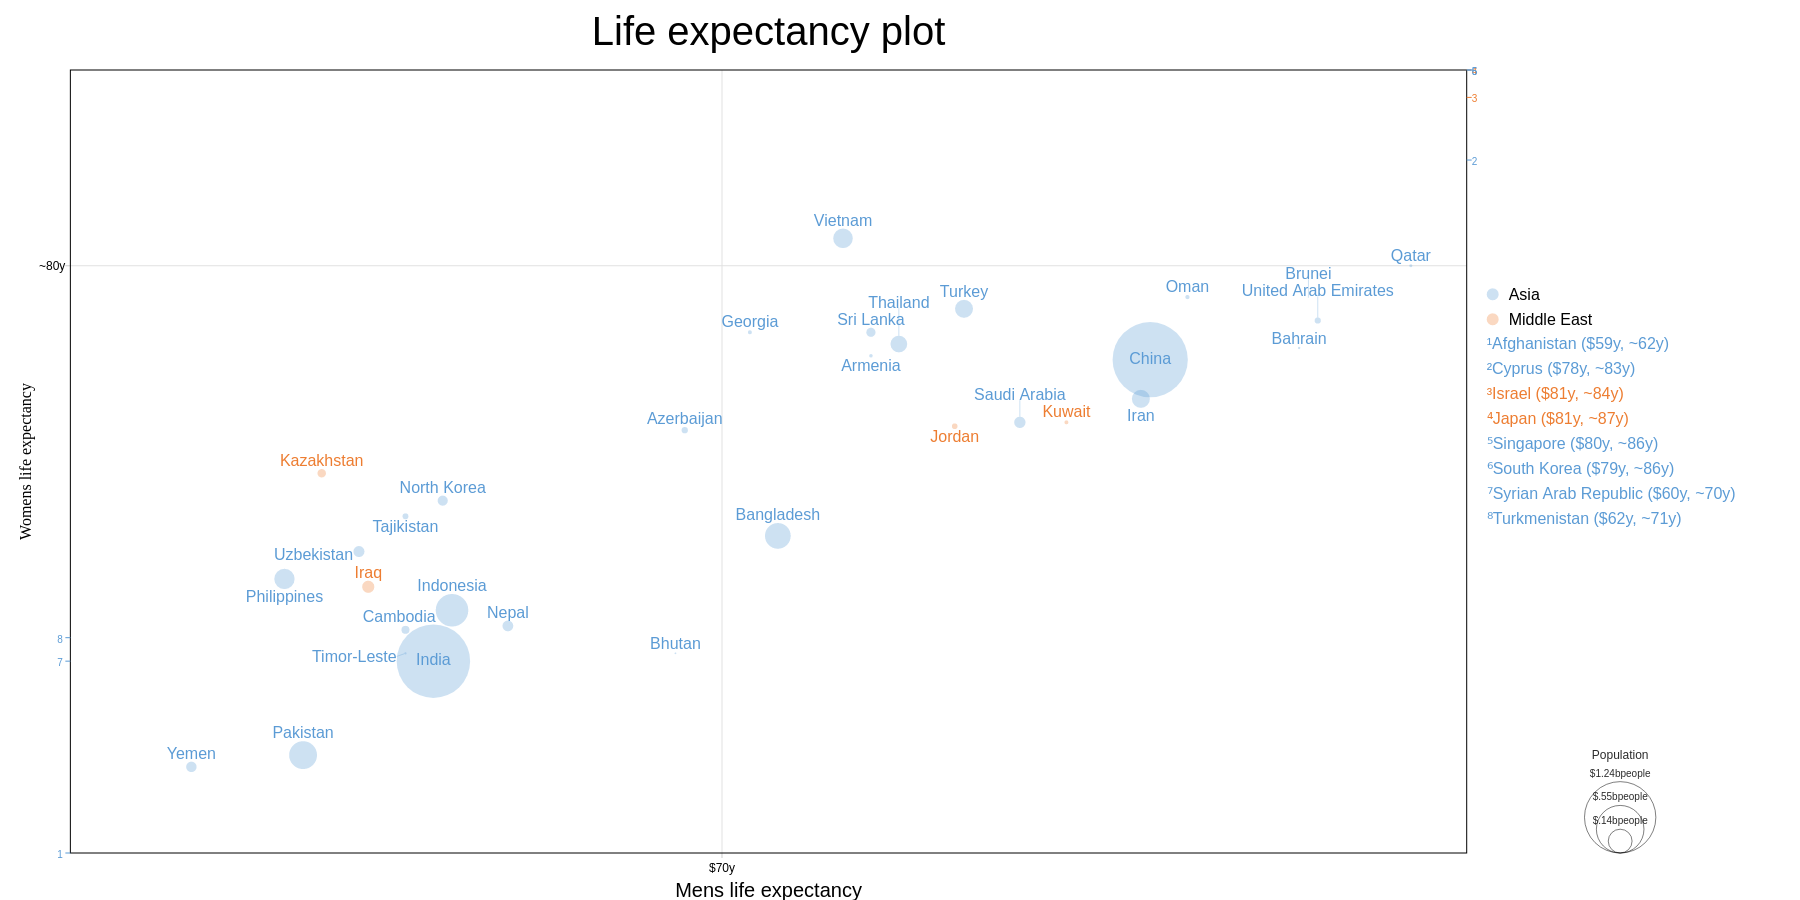 Life expectancy plot
3
2
Vietnam
~80y
Qatar
Brunei
Oman
United Arab Emirates
Turkey
Thailand
Sri Lanka
Georgia
Bahrain
China
Armenia
Saudi Arabia
Kuwait
Iran
Azerbaijan
Jordan
Kazakhstan
North Korea
Bangladesh
Tajikistan
Uzbekistan
Iraq
Indonesia
Philippines
Nepal
Cambodia
8
Bhutan
Timor-Leste
India
7
Pakistan
Yemen
1
$70y
Mens life expectancy
Womens life expectancy
Asia
Middle East
¹Afghanistan ($59y, ~62y)
²Cyprus ($78y, ~83y)
³Israel ($81y, ~84y)
⁴Japan ($81y, ~87y)
⁵Singapore ($80y, ~86y)
⁶South Korea ($79y, ~86y)
⁷Syrian Arab Republic ($60y, ~70y)
⁸Turkmenistan ($62y, ~71y)
Population
$1.24bpeople
$.55bpeople
$.14bpeople